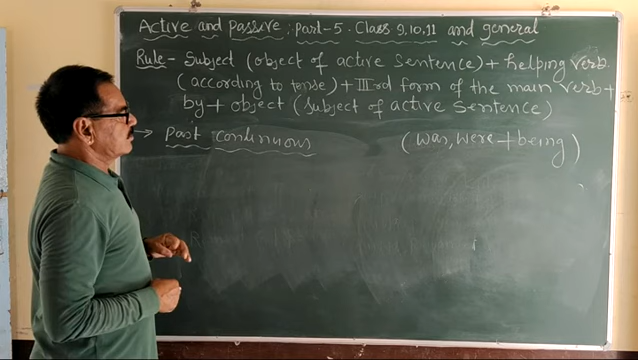 Active and Passive: Part-5. Class 9,10,11 and general
Rule- Subject (object of active Sentence) + helping verb.
(according to tense) + IIIrd form of the main verb +
by + object (subject of active Sentence)
→ Past continuous (was, were + being)